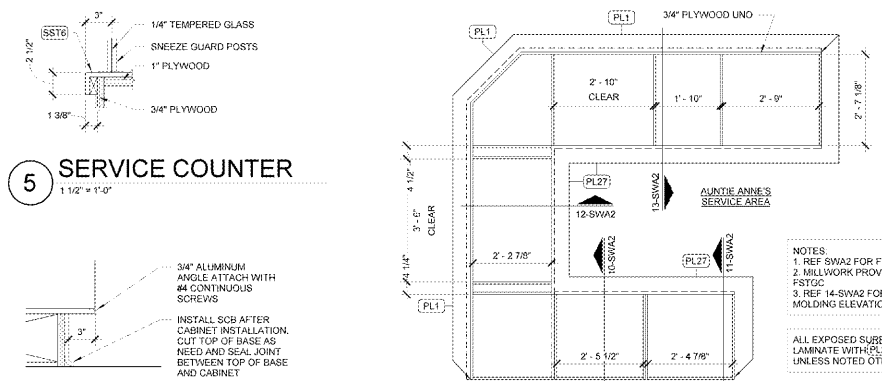 3"
SST6
2 1/2"
1 3/8"
1/4" TEMPERED GLASS
SNEEZE GUARD POSTS
1" PLYWOOD
3/4" PLYWOOD
5
SERVICE COUNTER
1 1/2" = 1'-0"
3/4" ALUMINUM
ANGLE ATTACH WITH
#4 CONTINUOUS
SCREWS
3"
INSTALL SCB AFTER
CABINET INSTALLATION.
CUT TOP OF BASE AS
NEED AND SEAL JOINT
BETWEEN TOP OF BASE
AND CABINET
PL1
PL1
3/4" PLYWOOD UNO
2' - 10"
CLEAR
1' - 10"
2' - 9"
2' - 7 1/8"
4 1/2"
3' - 6"
CLEAR
4 1/4"
PL27
12-SWA2
13-SWA2
AUNTIE ANNE'S
SERVICE AREA
2' - 2 7/8"
10-SWA2
PL27
11-SWA2
PL1
2' - 5 1/2"
2' - 4 7/8"
NOTES:
1. REF SWA2 FOR F
2. MILLWORK PROV
FSTGC
3. REF 14-SWA2 FO
MOLDING ELEVATIO
ALL EXPOSED SURF
LAMINATE WITH PL
UNLESS NOTED OT